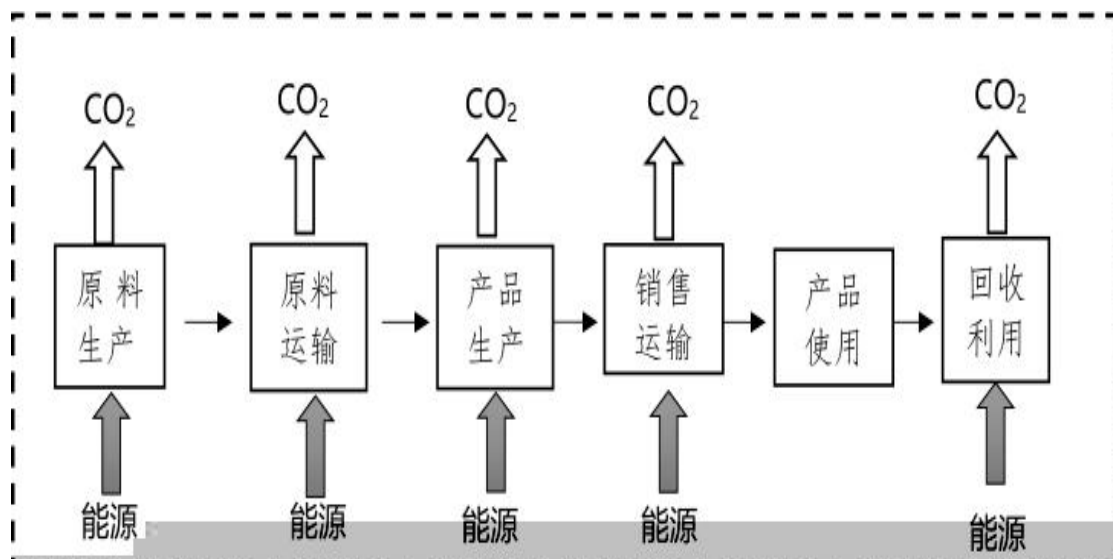 CO₂ CO₂ CO₂ CO₂ CO₂
原料 原料 产品 销售 产品 回收
生产 运输 生产 运输 使用 利用
能源 能源 能源 能源 能源